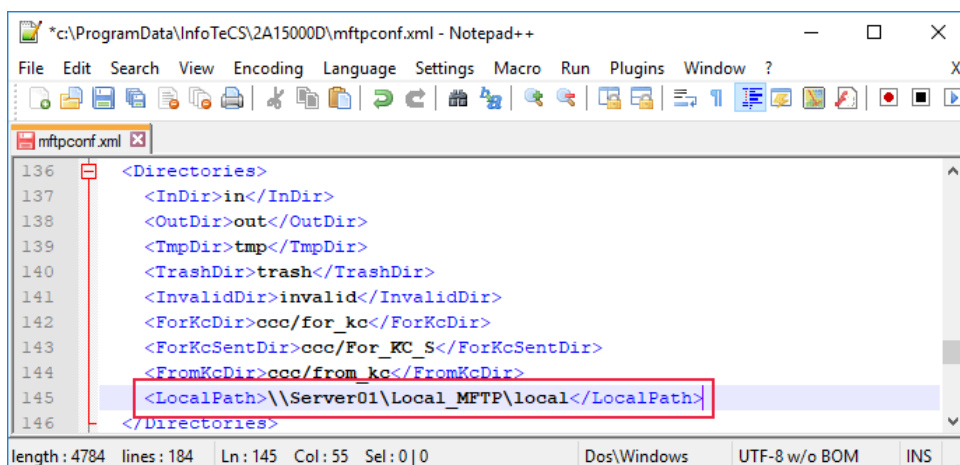 *c:\ProgramData\InfoTeCS\2A15000D\mftpconf.xml - Notepad++
File Edit Search View Encoding Language Settings Macro Run Plugins Window ? X
mftpconf.xml
136 <Directories>
137 <InDir>in</InDir>
138 <OutDir>out</OutDir>
139 <TmpDir>tmp</TmpDir>
140 <TrashDir>trash</TrashDir>
141 <InvalidDir>invalid</InvalidDir>
142 <ForKcDir>ccc/for_kc</ForKcDir>
143 <ForKcSentDir>ccc/For_KC_S</ForKcSentDir>
144 <FromKcDir>ccc/from_kc</FromKcDir>
145 <LocalPath>\\Server01\Local_MFTP\local</LocalPath>
146 </Directories>
length : 4784 lines : 184 Ln : 145 Col : 55 Sel : 0 | 0 Dos\Windows UTF-8 w/o BOM INS